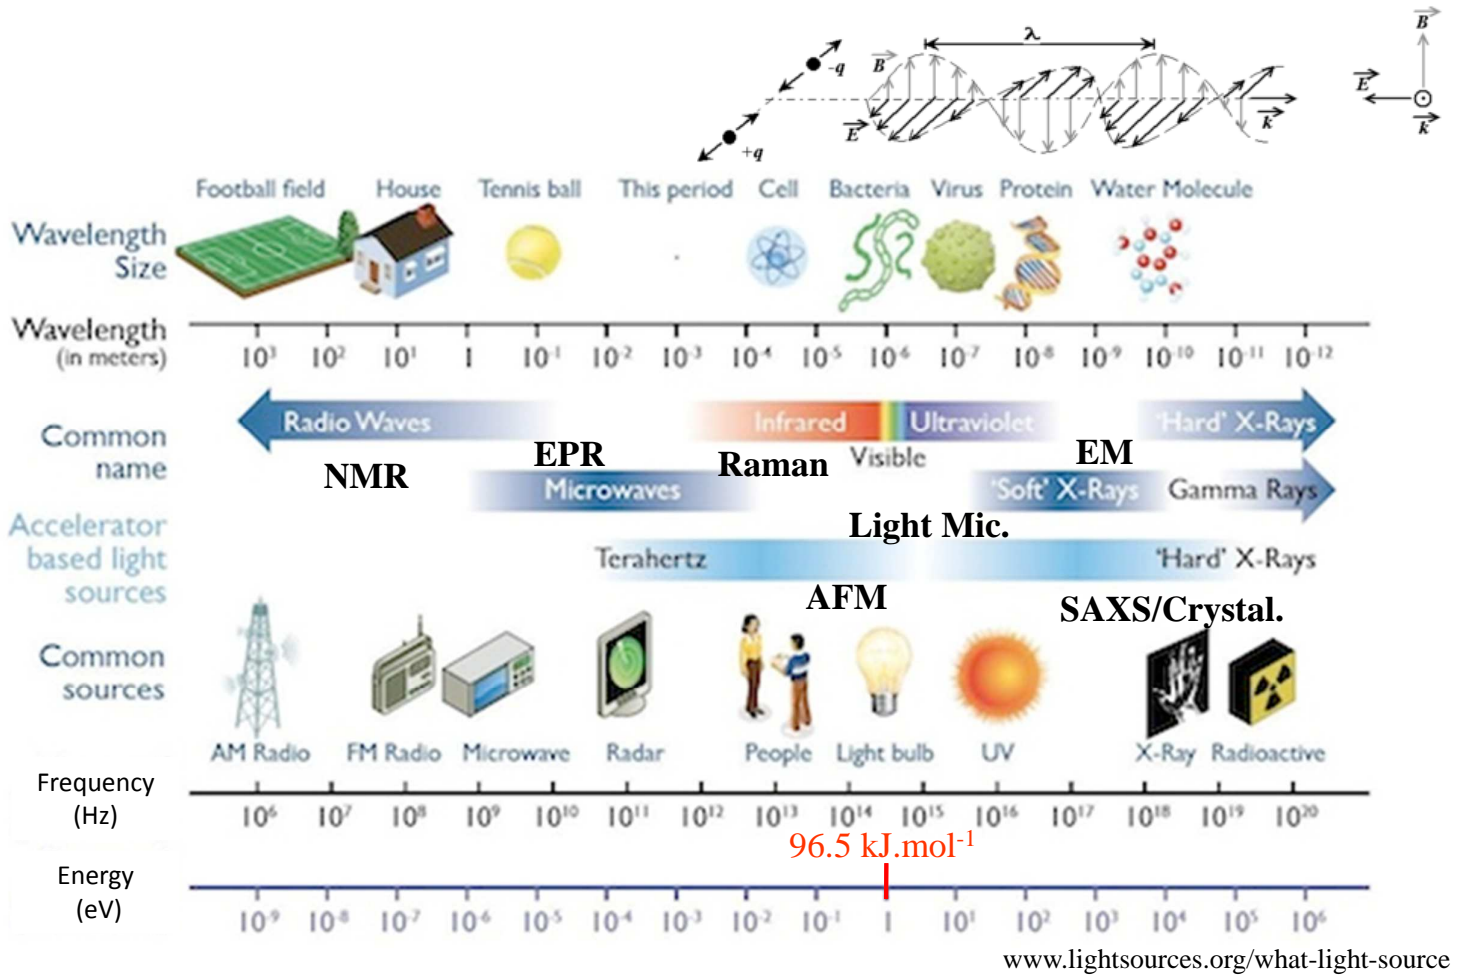 λ
B
-q
B
E
E
k
k
+q
Football field House Tennis ball This period Cell Bacteria Virus Protein Water Molecule
Wavelength
Size
Wavelength
(in meters)
10³ 10² 10¹ 1 10⁻¹ 10⁻² 10⁻³ 10⁻⁴ 10⁻⁵ 10⁻⁶ 10⁻⁷ 10⁻⁸ 10⁻⁹ 10⁻¹⁰ 10⁻¹¹ 10⁻¹²
Common
name
Radio Waves Infrared Ultraviolet 'Hard' X-Rays
NMR EPR Raman Visible EM
Microwaves 'Soft' X-Rays Gamma Rays
Light Mic.
Accelerator
based light
sources
Terahertz 'Hard' X-Rays
AFM SAXS/Crystal.
Common
sources
AM Radio FM Radio Microwave Radar People Light bulb UV X-Ray Radioactive
Frequency
(Hz)
10⁶ 10⁷ 10⁸ 10⁹ 10¹⁰ 10¹¹ 10¹² 10¹³ 10¹⁴ 10¹⁵ 10¹⁶ 10¹⁷ 10¹⁸ 10¹⁹ 10²⁰
96.5 kJ.mol⁻¹
Energy
(eV)
10⁻⁹ 10⁻⁸ 10⁻⁷ 10⁻⁶ 10⁻⁵ 10⁻⁴ 10⁻³ 10⁻² 10⁻¹ 1 10¹ 10² 10³ 10⁴ 10⁵ 10⁶
www.lightsources.org/what-light-source